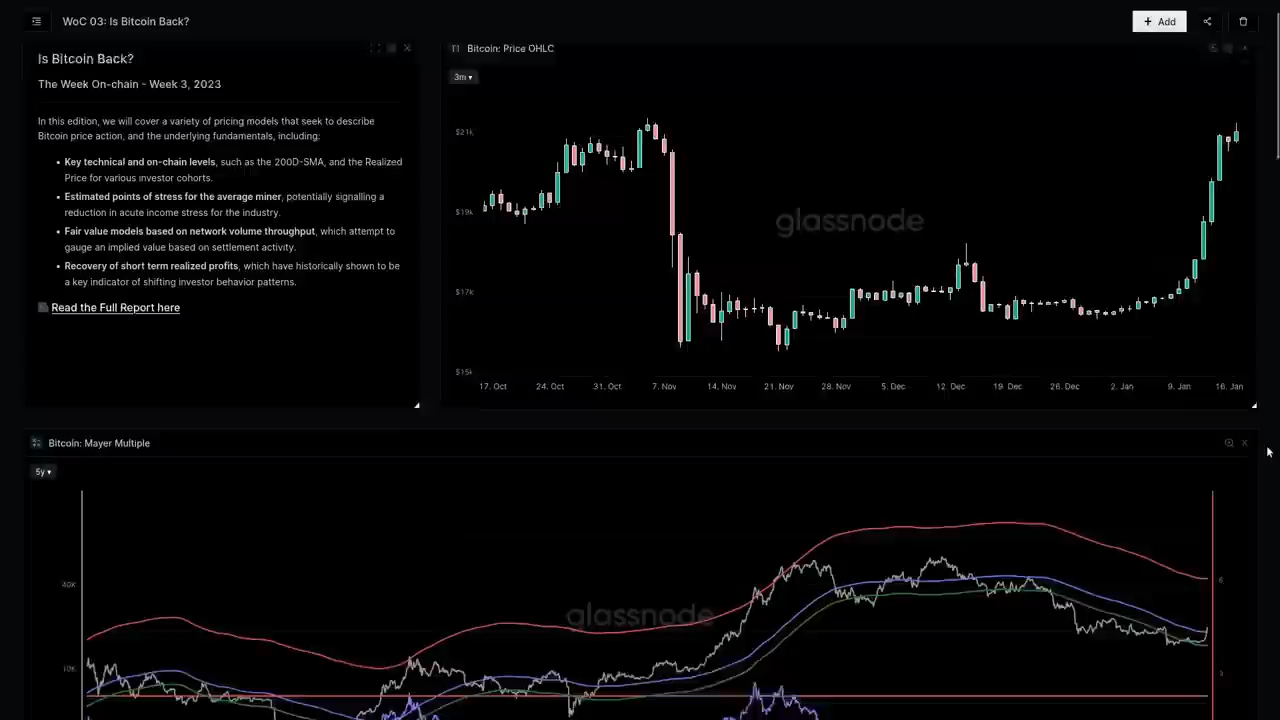 WoC 03: Is Bitcoin Back?
+ Add
Is Bitcoin Back?
The Week On-chain - Week 3, 2023
In this edition, we will cover a variety of pricing models that seek to describe
Bitcoin price action, and the underlying fundamentals, including:
• Key technical and on-chain levels, such as the 200D-SMA, and the Realized
Price for various investor cohorts.
• Estimated points of stress for the average miner, potentially signalling a
reduction in acute income stress for the industry.
• Fair value models based on network volume throughput, which attempt to
gauge an implied value based on settlement activity.
• Recovery of short term realized profits, which have historically shown to be
a key indicator of shifting investor behavior patterns.
Read the Full Report here
Bitcoin: Price OHLC
3m
$21k
$19k
$17k
$15k
glassnode
17. Oct 24. Oct 31. Oct 7. Nov 14. Nov 21. Nov 28. Nov 5. Dec 12. Dec 19. Dec 26. Dec 2. Jan 9. Jan 16. Jan
Bitcoin: Mayer Multiple
5y
40K
10K
glassnode
6
3